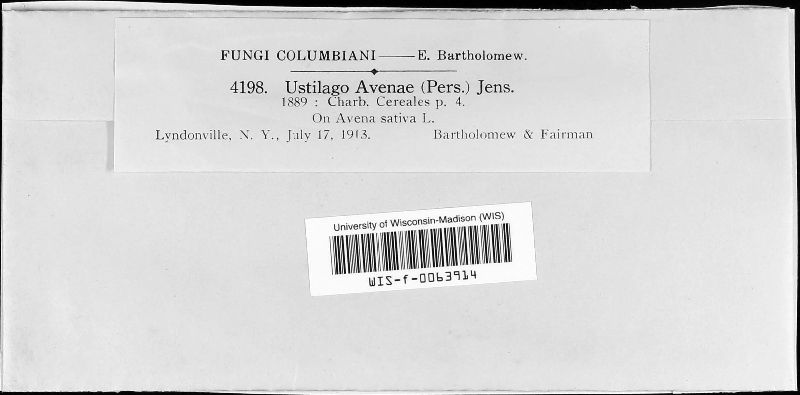 FUNGI COLUMBIANI——E. Bartholomew.
4198. Ustilago Avenae (Pers.) Jens.
1889 : Charb. Cereales p. 4.
On Avena sativa L.
Lyndonville, N. Y., July 17, 1913. Bartholomew & Fairman
University of Wisconsin-Madison (WIS)
WIS-f-0063914